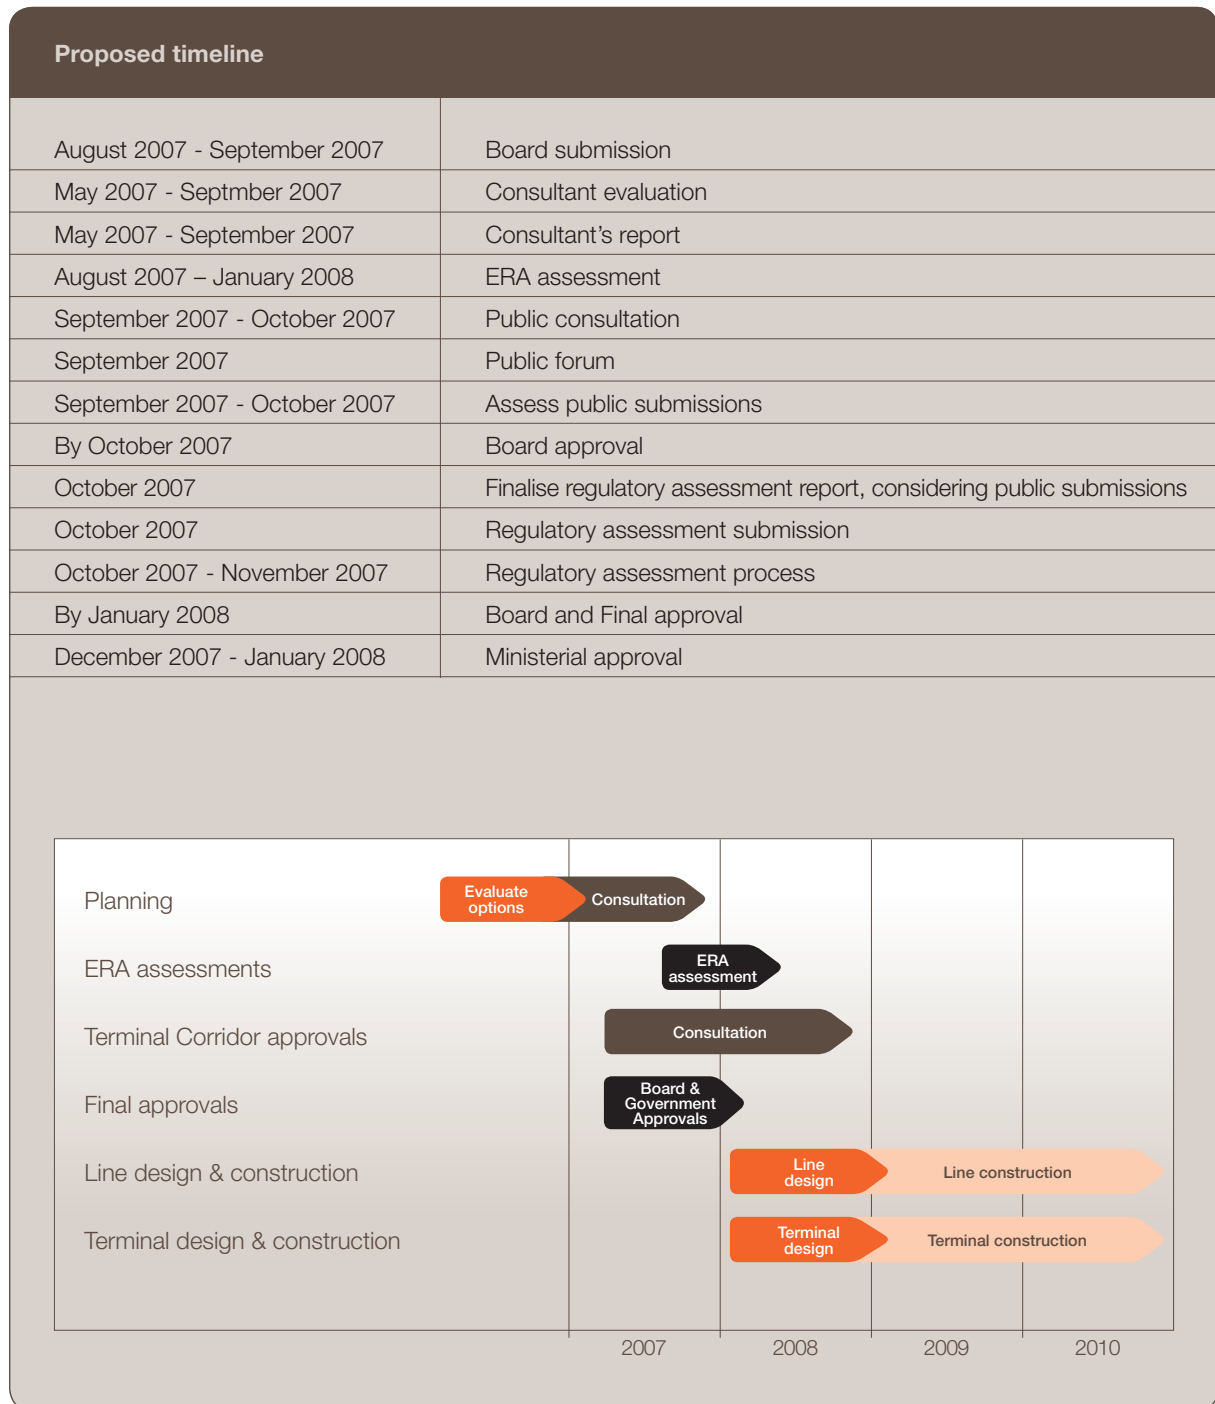 Proposed timeline
August 2007 - September 2007 Board submission
May 2007 - Septmber 2007 Consultant evaluation
May 2007 - September 2007 Consultant’s report
August 2007 – January 2008 ERA assessment
September 2007 - October 2007 Public consultation
September 2007 Public forum
September 2007 - October 2007 Assess public submissions
By October 2007 Board approval
October 2007 Finalise regulatory assessment report, considering public submissions
October 2007 Regulatory assessment submission
October 2007 - November 2007 Regulatory assessment process
By January 2008 Board and Final approval
December 2007 - January 2008 Ministerial approval
Planning
Evaluate
options
Consultation
ERA assessments
ERA
assessment
Terminal Corridor approvals
Consultation
Final approvals
Board &
Government
Approvals
Line design & construction
Line
design
Line construction
Terminal design & construction
Terminal
design
Terminal construction
2007 2008 2009 2010